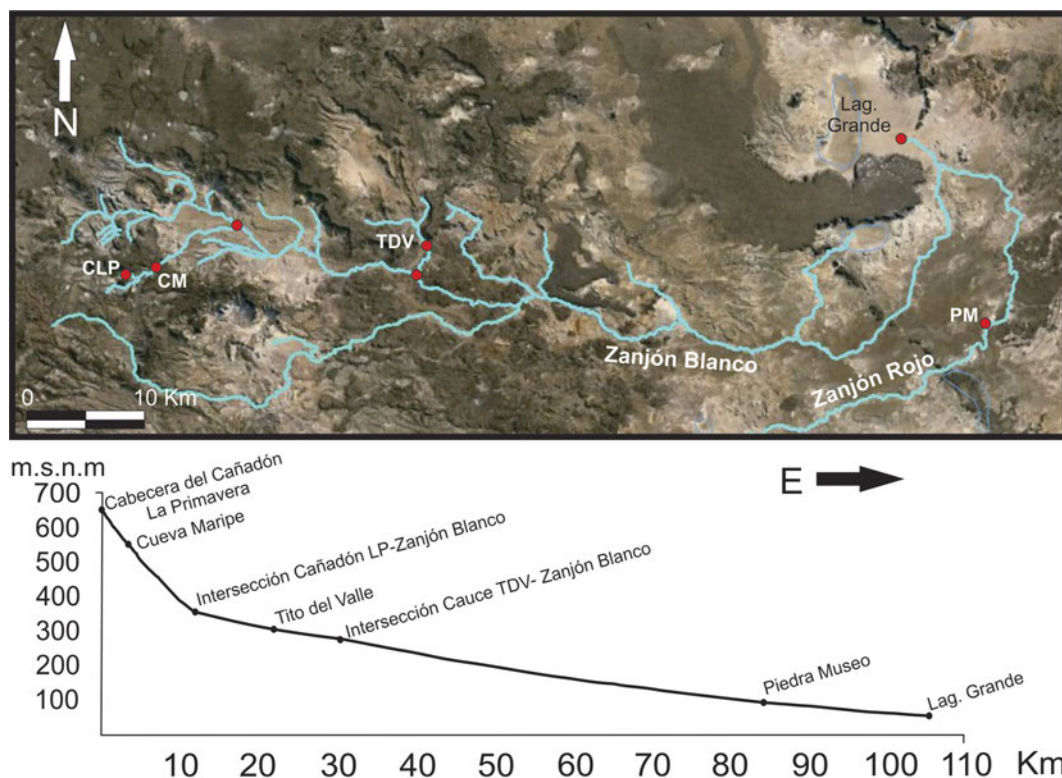 N
Lag.
Grande
TDV
CLP
CM
PM
Zanjón Blanco
Zanjón Rojo
0 10 Km
m.s.n.m
E
700
600
500
400
300
200
100
Cabecera del Cañadón
La Primavera
Cueva Maripe
Intersección Cañadón LP-Zanjón Blanco
Tito del Valle
Intersección Cauce TDV- Zanjón Blanco
Piedra Museo
Lag. Grande
10 20 30 40 50 60 70 80 90 100 110 Km